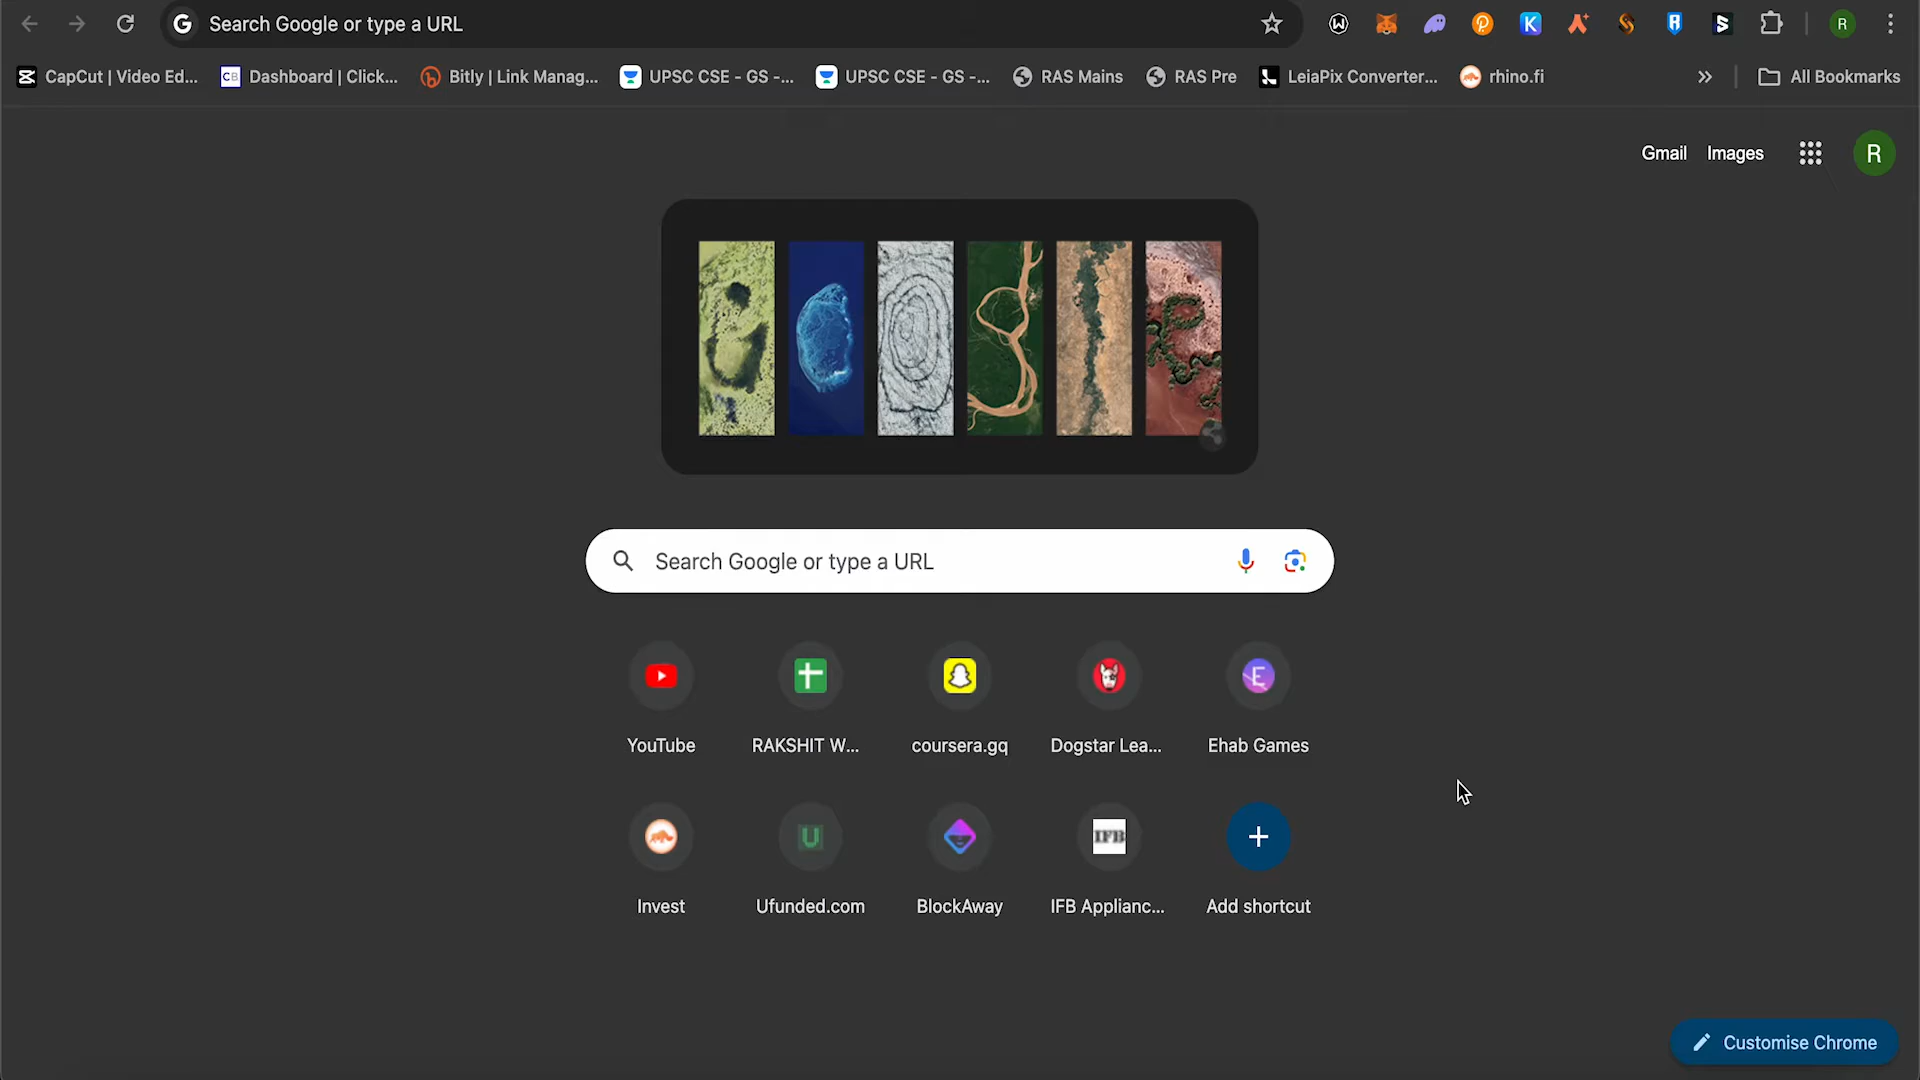 Search Google or type a URL
R
CapCut | Video Ed...
CB
Dashboard | Click...
Bitly | Link Manag...
UPSC CSE - GS -...
UPSC CSE - GS -...
RAS Mains
RAS Pre
LeiaPix Converter...
rhino.fi
All Bookmarks
Gmail
Images
R
Search Google or type a URL
YouTube
RAKSHIT W...
coursera.gq
Dogstar Lea...
E
Ehab Games
Invest
U
Ufunded.com
BlockAway
IFB
IFB Applianc...
Add shortcut
Customise Chrome